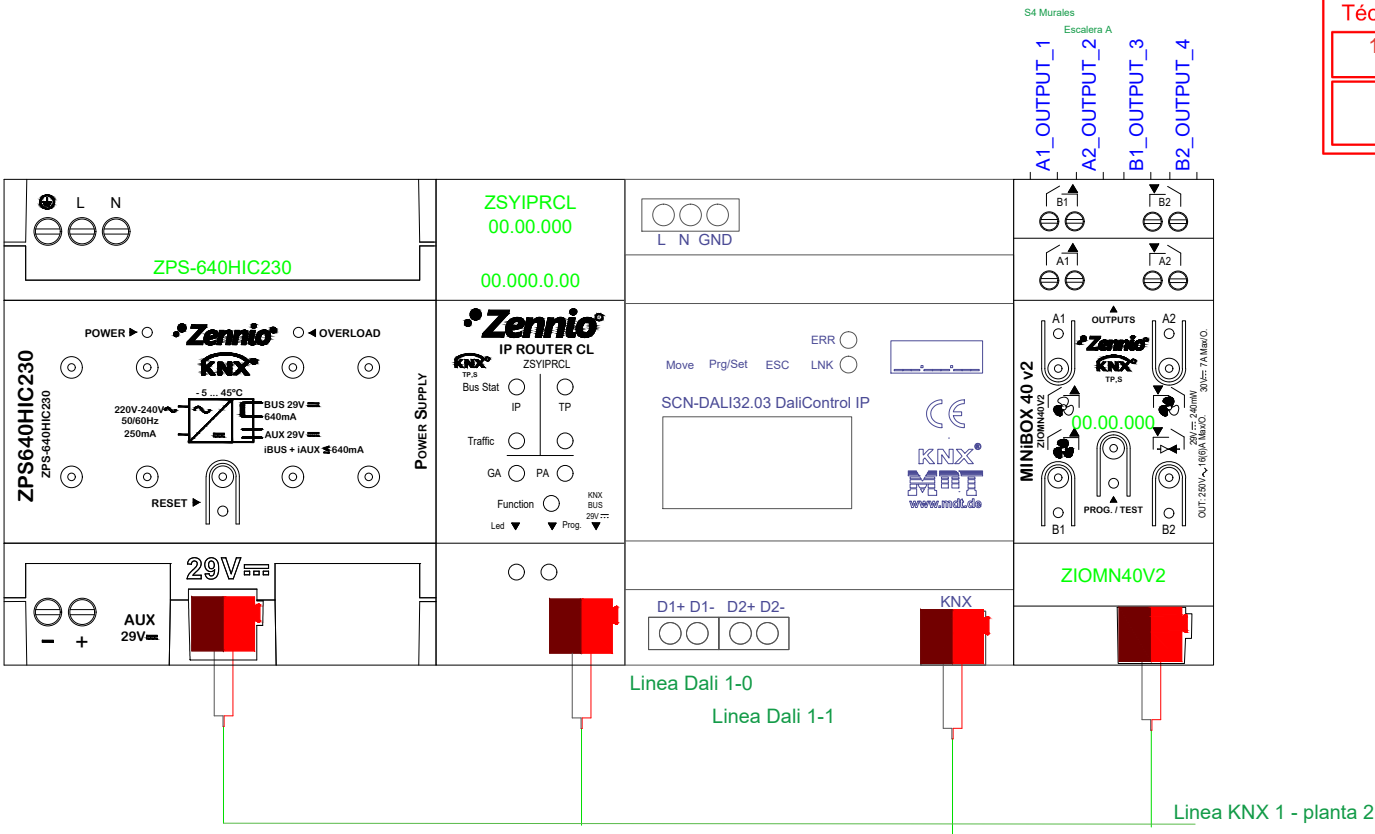 S4 Murales
Escalera A
A1_OUTPUT_1
A2_OUTPUT_2
B1_OUTPUT_3
B2_OUTPUT_4
L N
ZPS-640HIC230
ZPS640HIC230
ZPS-640HIC230
POWER
Zennio®
OVERLOAD
KNX®
- 5 ... 45ºC
220V-240V
50/60Hz
250mA
BUS 29V
640mA
AUX 29V
iBUS + iAUX ≤640mA
RESET
POWER SUPPLY
29V
AUX
29V
- +
ZSYIPRCL
00.00.000
00.000.0.00
Zennio®
IP ROUTER CL
ZSYIPRCL
KNX®
TP,S
Bus Stat
IP TP
Traffic
GA PA
Function
KNX
BUS
29V
Led Prog.
L N GND
ERR
Move Prg/Set ESC LNK
SCN-DALI32.03 DaliControl IP
CE
KNX®
MDT
www.mdt.de
D1+ D1- D2+ D2-
KNX
B1 B2
A1 A2
OUTPUTS
A1 A2
Zennio®
KNX®
TP,S
MINiBOX 40 v2
ZIOMN40V2
00.00.000
PROG. / TEST
B1 B2
OUT: 250V 16(6)A Max/O. 30V 7A Max/O.
29V 240mW
ZIOMN40V2
Linea Dali 1-0
Linea Dali 1-1
Linea KNX 1 - planta 2